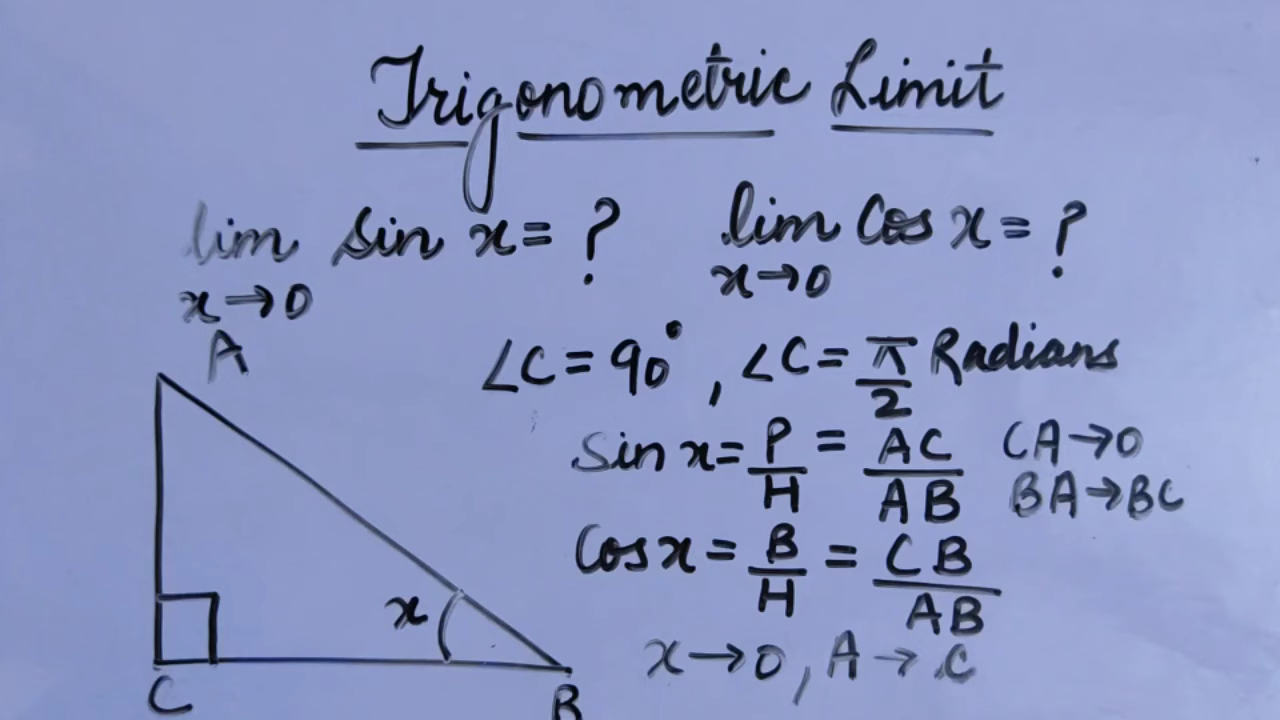 Trigonometric Limit
lim sin x = ? lim Cos x = ?
x→0 x→0
A
∠C = 90°, ∠C = π/2 Radians
Sin x = P/H = AC/AB CA→0
BA→BC
Cos x = B/H = CB/AB
x
x→0, A→C
C B